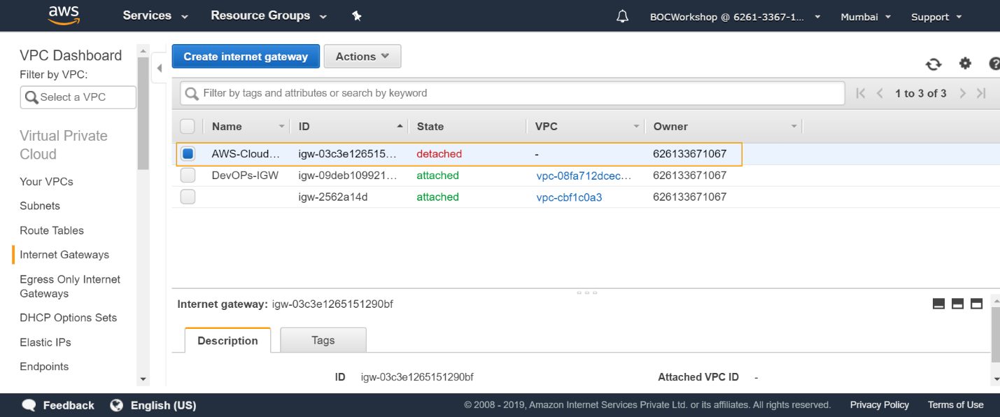 aws Services Resource Groups BOCWorkshop @ 6261-3367-1... Mumbai Support
VPC Dashboard
Filter by VPC:
Select a VPC
Virtual Private
Cloud
Your VPCs
Subnets
Route Tables
Internet Gateways
Egress Only Internet
Gateways
DHCP Options Sets
Elastic IPs
Endpoints
Create internet gateway Actions
Filter by tags and attributes or search by keyword 1 to 3 of 3
Name ID State VPC Owner
AWS-Cloud... igw-03c3e126515... detached - 626133671067
DevOPs-IGW igw-09deb109921... attached vpc-08fa712dcec... 626133671067
igw-2562a14d attached vpc-cbf1c0a3 626133671067
Internet gateway: igw-03c3e1265151290bf
Description Tags
ID igw-03c3e1265151290bf Attached VPC ID -
Feedback English (US) © 2008 - 2019, Amazon Internet Services Private Ltd. or its affiliates. All rights reserved. Privacy Policy Terms of Use